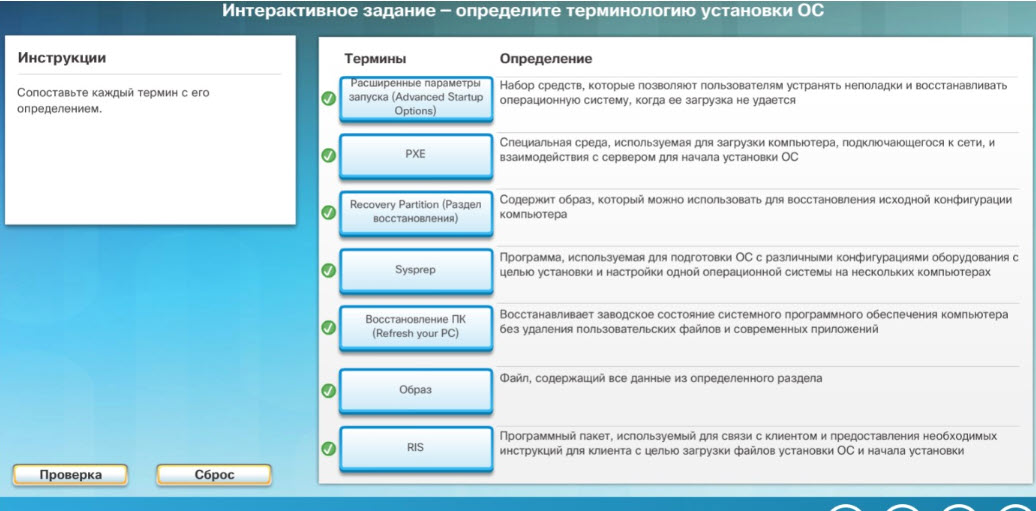 Интерактивное задание – определите терминологию установки ОС
Инструкции
Сопоставьте каждый термин с его
определением.
Термины
Определение
Расширенные параметры
запуска (Advanced Startup
Options)
Набор средств, которые позволяют пользователям устранять неполадки и восстанавливать
операционную систему, когда ее загрузка не удается
PXE
Специальная среда, используемая для загрузки компьютера, подключающегося к сети, и
взаимодействия с сервером для начала установки ОС
Recovery Partition (Раздел
восстановления)
Содержит образ, который можно использовать для восстановления исходной конфигурации
компьютера
Sysprep
Программа, используемая для подготовки ОС с различными конфигурациями оборудования с
целью установки и настройки одной операционной системы на нескольких компьютерах
Восстановление ПК
(Refresh your PC)
Восстанавливает заводское состояние системного программного обеспечения компьютера
без удаления пользовательских файлов и современных приложений
Образ
Файл, содержащий все данные из определенного раздела
RIS
Программный пакет, используемый для связи с клиентом и предоставления необходимых
инструкций для клиента с целью загрузки файлов установки ОС и начала установки
Проверка
Сброс